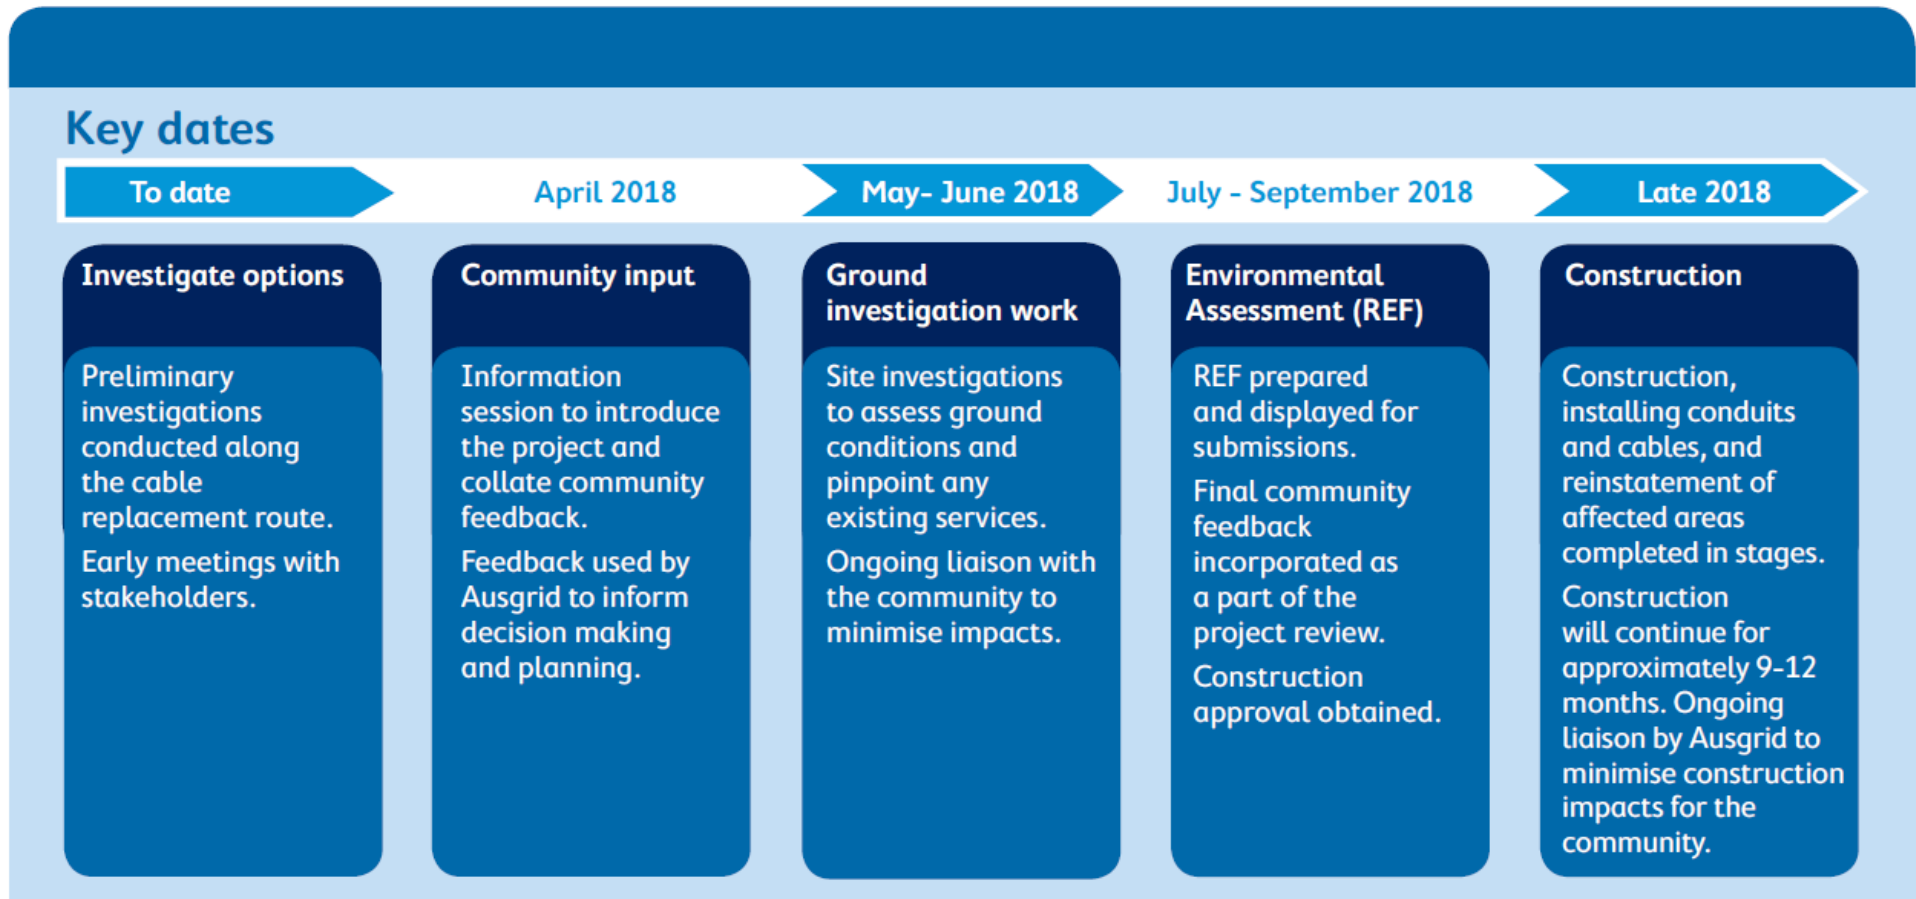 Key dates
To date
April 2018
May- June 2018
July - September 2018
Late 2018
Investigate options
Preliminary
investigations
conducted along
the cable
replacement route.
Early meetings with
stakeholders.
Community input
Information
session to introduce
the project and
collate community
feedback.
Feedback used by
Ausgrid to inform
decision making
and planning.
Ground
investigation work
Site investigations
to assess ground
conditions and
pinpoint any
existing services.
Ongoing liaison with
the community to
minimise impacts.
Environmental
Assessment (REF)
REF prepared
and displayed for
submissions.
Final community
feedback
incorporated as
a part of the
project review.
Construction
approval obtained.
Construction
Construction,
installing conduits
and cables, and
reinstatement of
affected areas
completed in stages.
Construction
will continue for
approximately 9-12
months. Ongoing
liaison by Ausgrid to
minimise construction
impacts for the
community.